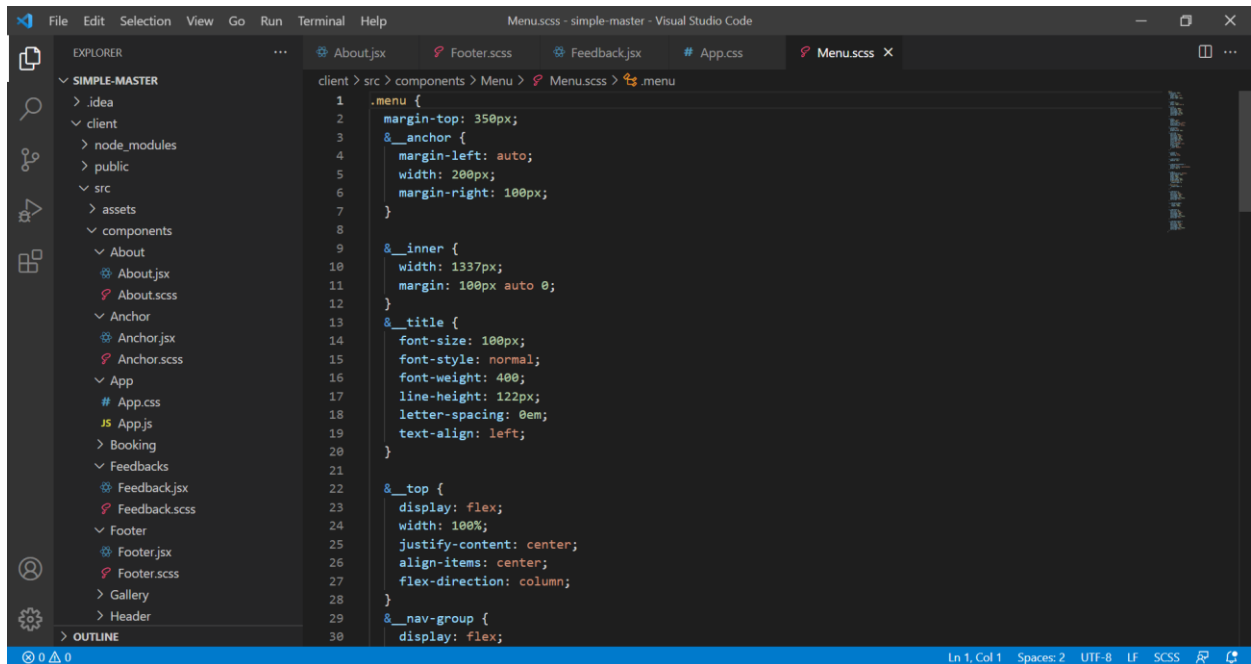 File Edit Selection View Go Run Terminal Help Menu.scss - simple-master - Visual Studio Code
EXPLORER ...
SIMPLE-MASTER
.idea
client
node_modules
public
src
assets
components
About
About.jsx
About.scss
Anchor
Anchor.jsx
Anchor.scss
App
# App.css
JS App.js
Booking
Feedbacks
Feedback.jsx
Feedback.scss
Footer
Footer.jsx
Footer.scss
Gallery
Header
OUTLINE
About.jsx Footer.scss Feedback.jsx # App.css Menu.scss
client > src > components > Menu > Menu.scss > .menu
1 .menu {
2 margin-top: 350px;
3 &__anchor {
4 margin-left: auto;
5 width: 200px;
6 margin-right: 100px;
7 }
8
9 &__inner {
10 width: 1337px;
11 margin: 100px auto 0;
12 }
13 &__title {
14 font-size: 100px;
15 font-style: normal;
16 font-weight: 400;
17 line-height: 122px;
18 letter-spacing: 0em;
19 text-align: left;
20 }
21
22 &__top {
23 display: flex;
24 width: 100%;
25 justify-content: center;
26 align-items: center;
27 flex-direction: column;
28 }
29 &__nav-group {
30 display: flex;
0 0 Ln 1, Col 1 Spaces: 2 UTF-8 LF SCSS